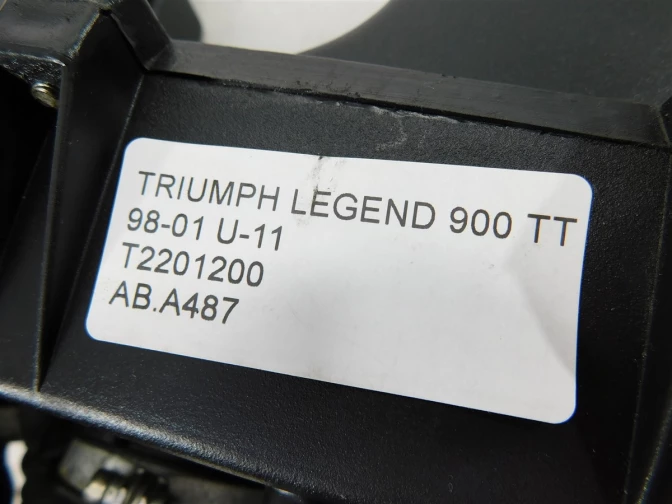 TRIUMPH LEGEND 900 TT
98-01 U-11
T2201200
AB.A487